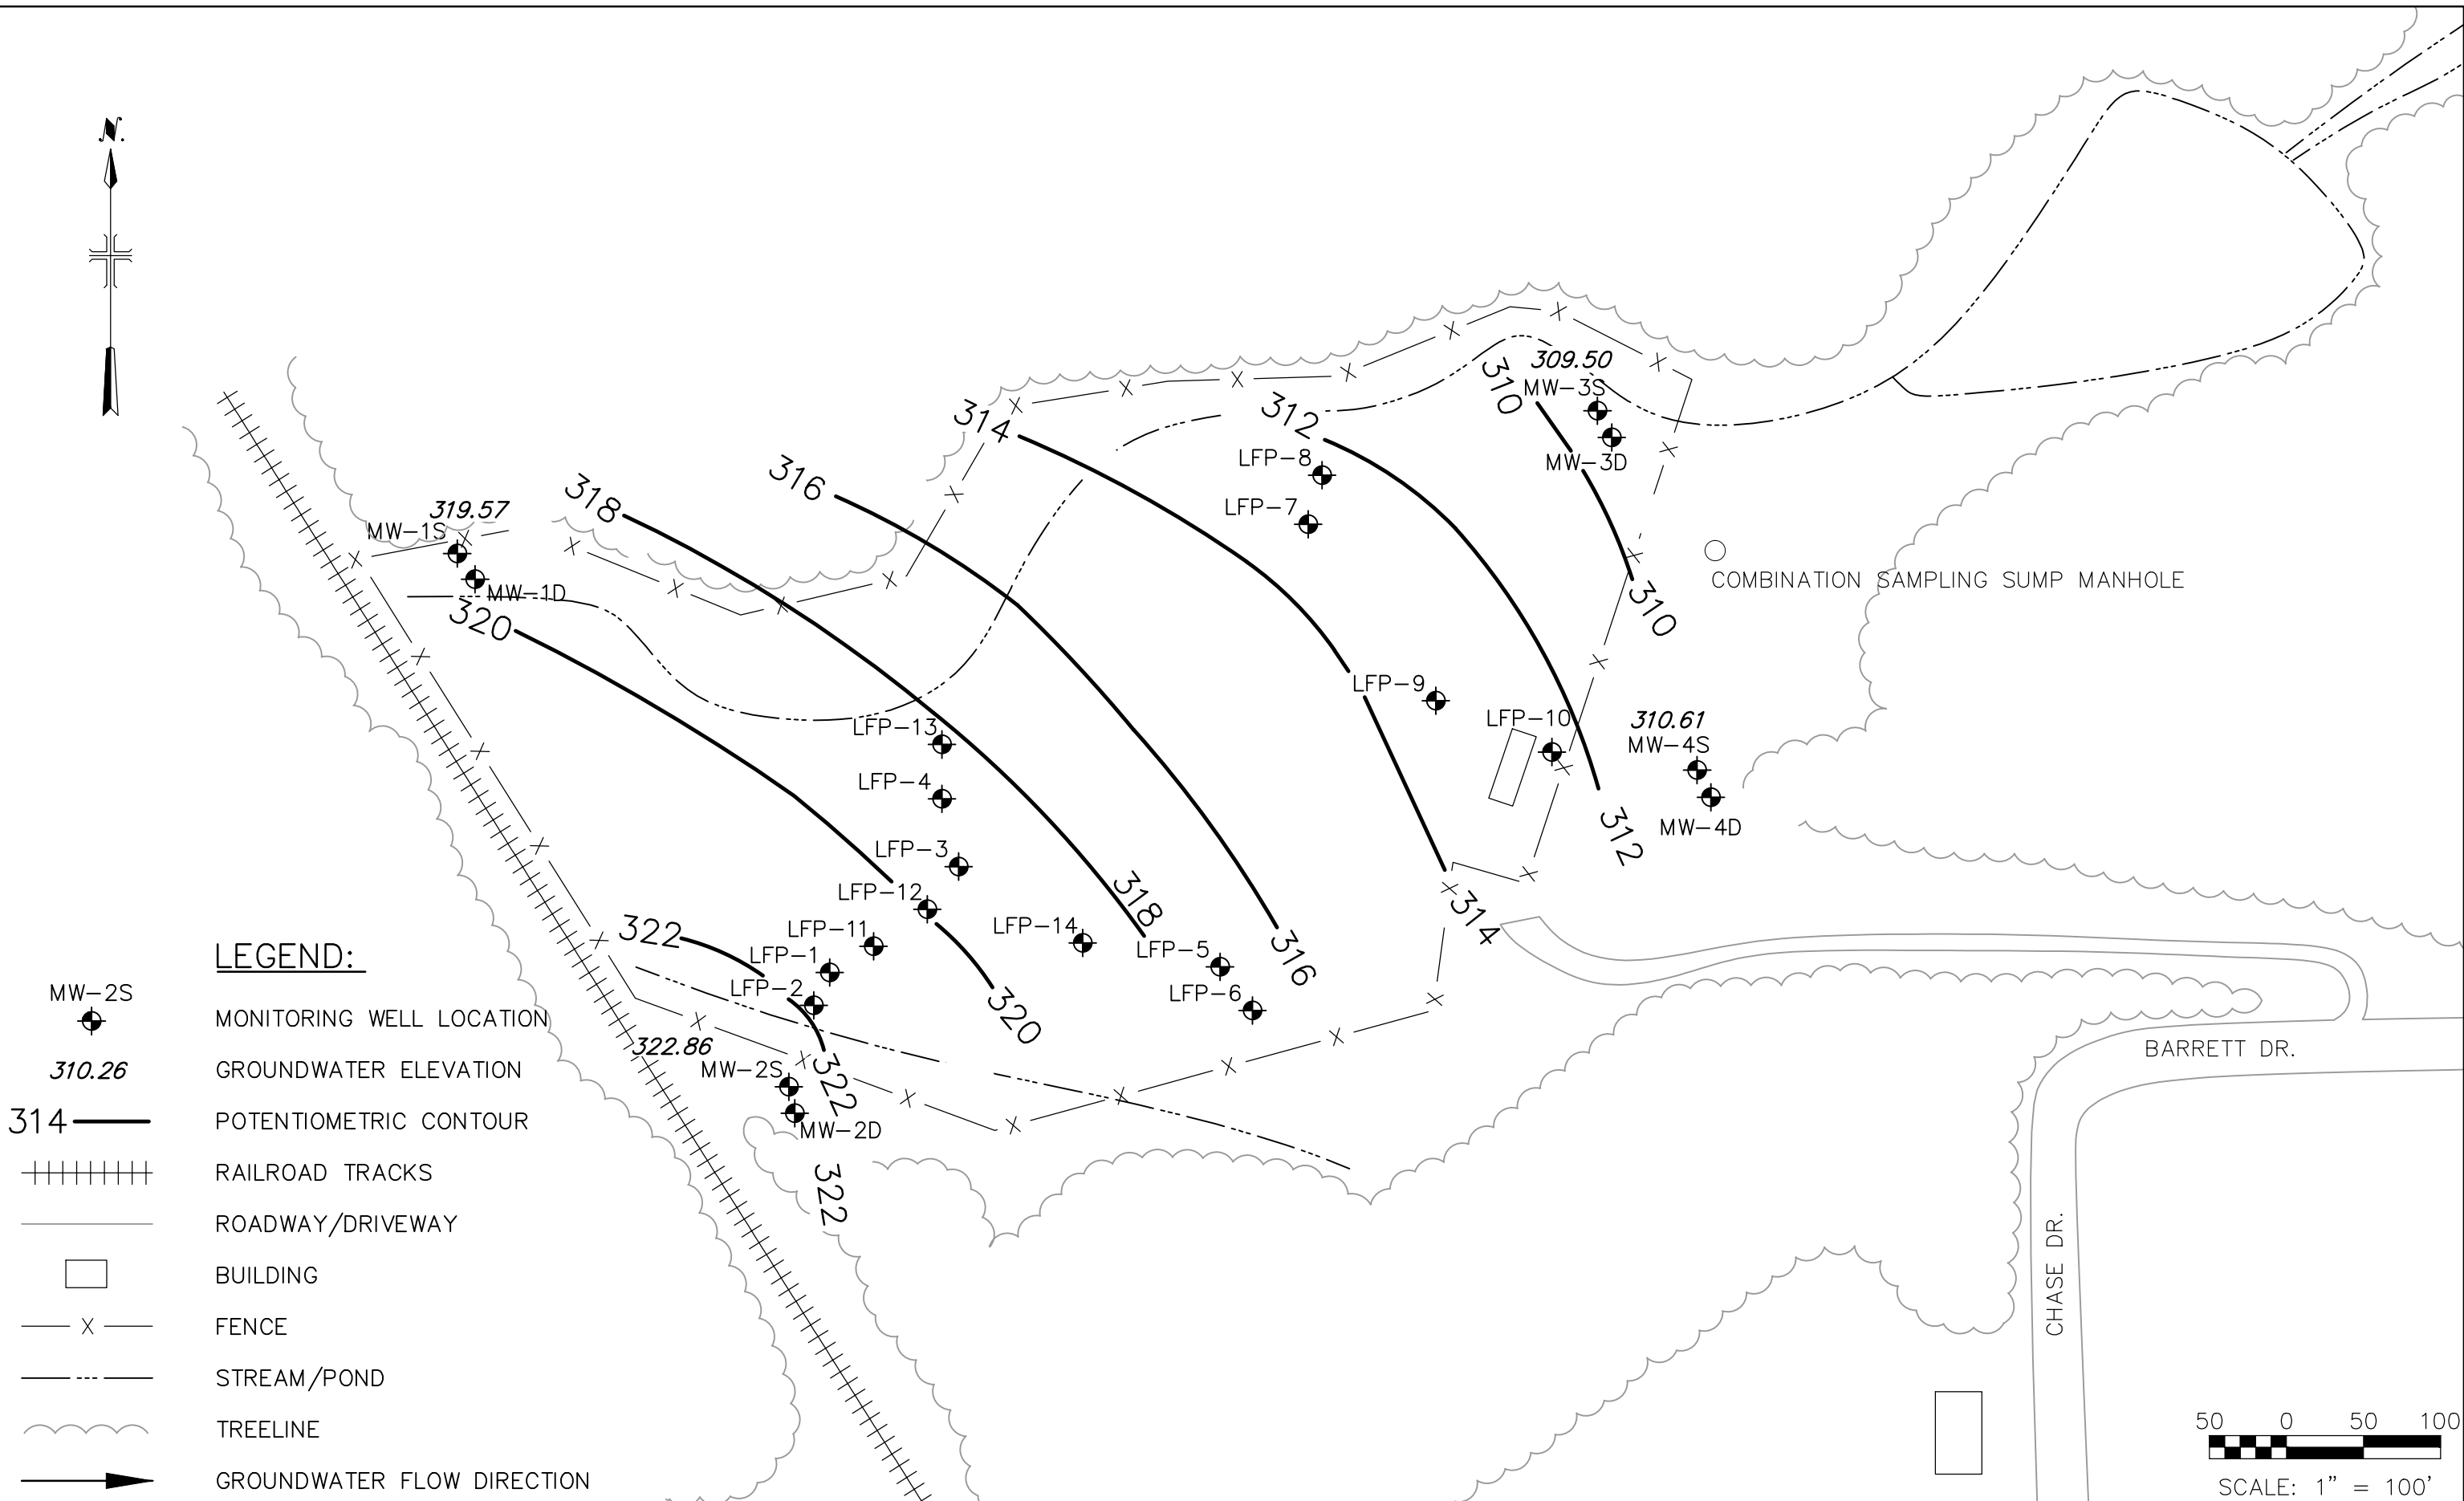 N.
309.50
MW-3S
310
312
314
LFP-8
MW-3D
316
318
319.57
MW-1S
LFP-7
COMBINATION SAMPLING SUMP MANHOLE
MW-1D
320
310
LFP-9
LFP-10
310.61
MW-4S
LFP-13
LFP-4
MW-4D
312
LFP-3
LFP-12
318
314
322
LFP-11
LFP-14
LFP-1
LFP-5
316
LFP-2
LFP-6
320
322.86
MW-2S
322
MW-2D
322
BARRETT DR.
CHASE DR.
LEGEND:
MW-2S
MONITORING WELL LOCATION
310.26 GROUNDWATER ELEVATION
314 POTENTIOMETRIC CONTOUR
RAILROAD TRACKS
ROADWAY/DRIVEWAY
BUILDING
X FENCE
STREAM/POND
TREELINE
GROUNDWATER FLOW DIRECTION
50 0 50 100
SCALE: 1" = 100'